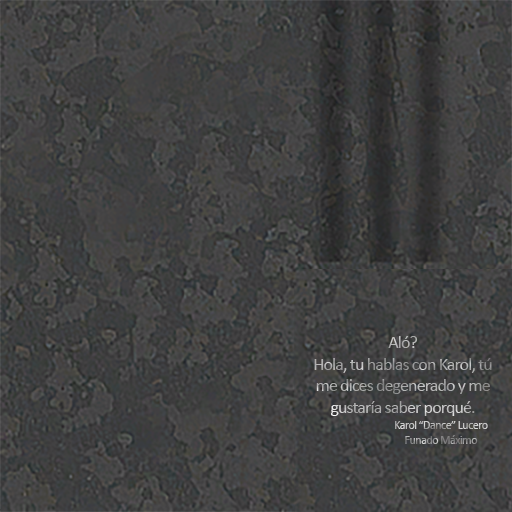 Aló?
Hola, tu hablas con Karol, tú
me dices degenerado y me
gustaría saber porqué.
Karol “Dance” Lucero
Funado Máximo